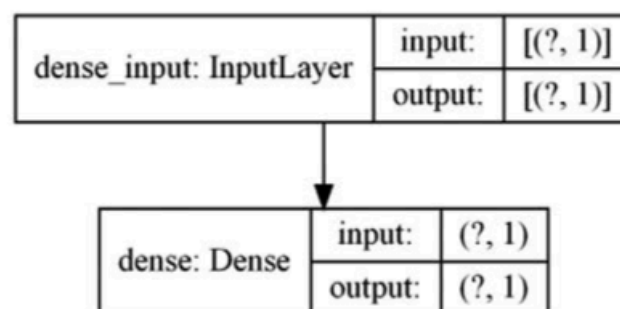 dense_input: InputLayer
input: [(?, 1)]
output: [(?, 1)]
dense: Dense
input: (?, 1)
output: (?, 1)